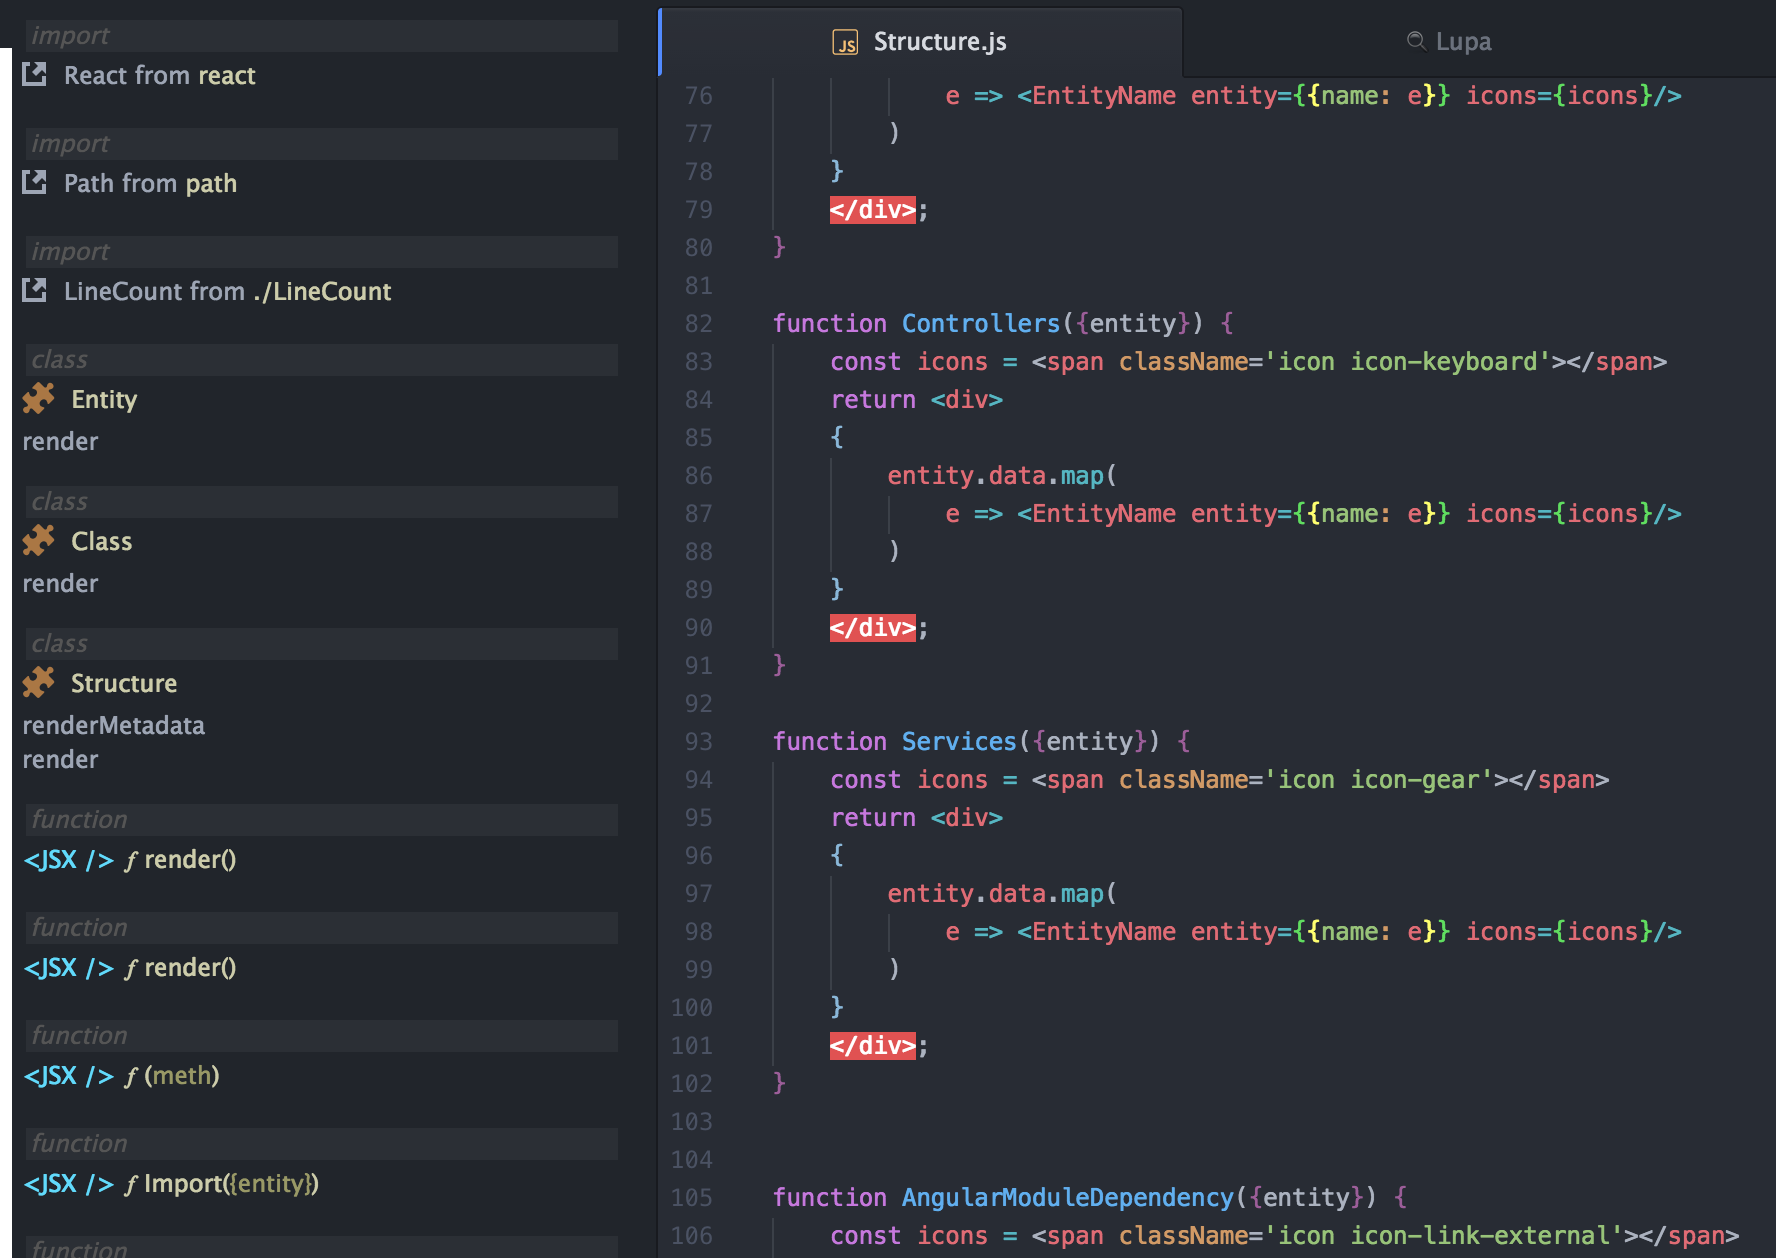 import
React from react
import
Path from path
import
LineCount from ./LineCount
class
Entity
render
class
Class
render
class
Structure
renderMetadata
render
function
<JSX /> ƒ render()
function
<JSX /> ƒ render()
function
<JSX /> ƒ (meth)
function
<JSX /> ƒ Import({entity})
function
JS Structure.js
Lupa
76 e => <EntityName entity={{name: e}} icons={icons}/>
77 )
78 }
79 </div>;
80 }
81
82 function Controllers({entity}) {
83 const icons = <span className='icon icon-keyboard'></span>
84 return <div>
85 {
86 entity.data.map(
87 e => <EntityName entity={{name: e}} icons={icons}/>
88 )
89 }
90 </div>;
91 }
92
93 function Services({entity}) {
94 const icons = <span className='icon icon-gear'></span>
95 return <div>
96 {
97 entity.data.map(
98 e => <EntityName entity={{name: e}} icons={icons}/>
99 )
100 }
101 </div>;
102 }
103
104
105 function AngularModuleDependency({entity}) {
106 const icons = <span className='icon icon-link-external'></span>